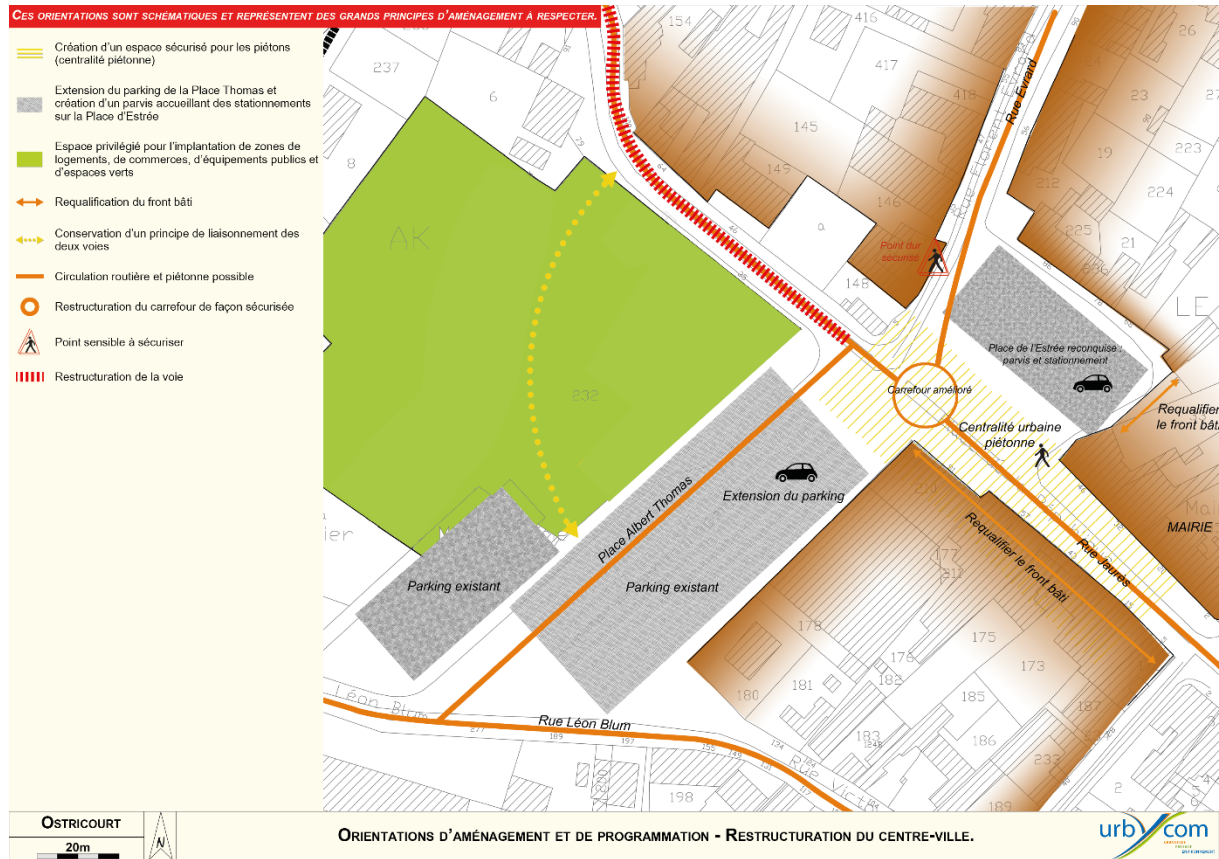 CES ORIENTATIONS SONT SCHÉMATIQUES ET REPRÉSENTENT DES GRANDS PRINCIPES D'AMÉNAGEMENT À RESPECTER.
Création d'un espace sécurisé pour les piétons
(centralité piétonne)
Extension du parking de la Place Thomas et
création d'un parvis accueillant des stationnements
sur la Place d'Estrée
Espace privilégié pour l'implantation de zones de
logements, de commerces, d'équipements publics et
d'espaces verts
Requalification du front bâti
Conservation d'un principe de liaisonnement des
deux voies
Circulation routière et piétonne possible
Restructuration du carrefour de façon sécurisée
Point sensible à sécuriser
Restructuration de la voie
154
416
26
237
417
6
418
23
Rue Evrard
145
19
223
8
149
212
224
146
225
21
AK
a
Point dur
sécurisé
148
LE
Place de l'Estrée reconquise :
parvis et stationnement
232
Carrefour amélioré
Requalifier
le front bâti
Centralité urbaine
piétonne
Extension du parking
Mai
MAIRIE
Place Albert Thomas
Requalifier le front bâti
Rue Jaurès
177
Parking existant
Parking existant
178
175
176
173
180
181
182
185
187
Léon Blum
Rue Léon Blum
277
189
197
155
183
186
233
Rue Victo
198
189
2
OSTRICOURT
20m
N
ORIENTATIONS D'AMÉNAGEMENT ET DE PROGRAMMATION - RESTRUCTURATION DU CENTRE-VILLE.
urbycom
ENVIRONNEMENT